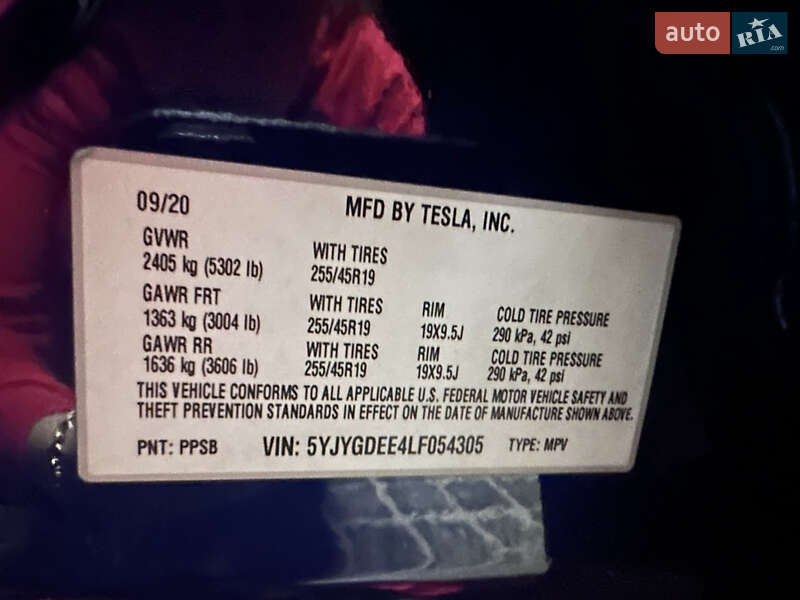 auto RIA.com
09/20 MFD BY TESLA, INC.
GVWR
2405 kg (5302 lb) WITH TIRES 255/45R19
GAWR FRT
1363 kg (3004 lb) WITH TIRES 255/45R19 RIM 19X9.5J COLD TIRE PRESSURE 290 kPa, 42 psi
GAWR RR
1636 kg (3606 lb) WITH TIRES 255/45R19 RIM 19X9.5J COLD TIRE PRESSURE 290 kPa, 42 psi
THIS VEHICLE CONFORMS TO ALL APPLICABLE U.S. FEDERAL MOTOR VEHICLE SAFETY AND
THEFT PREVENTION STANDARDS IN EFFECT ON THE DATE OF MANUFACTURE SHOWN ABOVE.
PNT: PPSB VIN: 5YJYGDEE4LF054305 TYPE: MPV